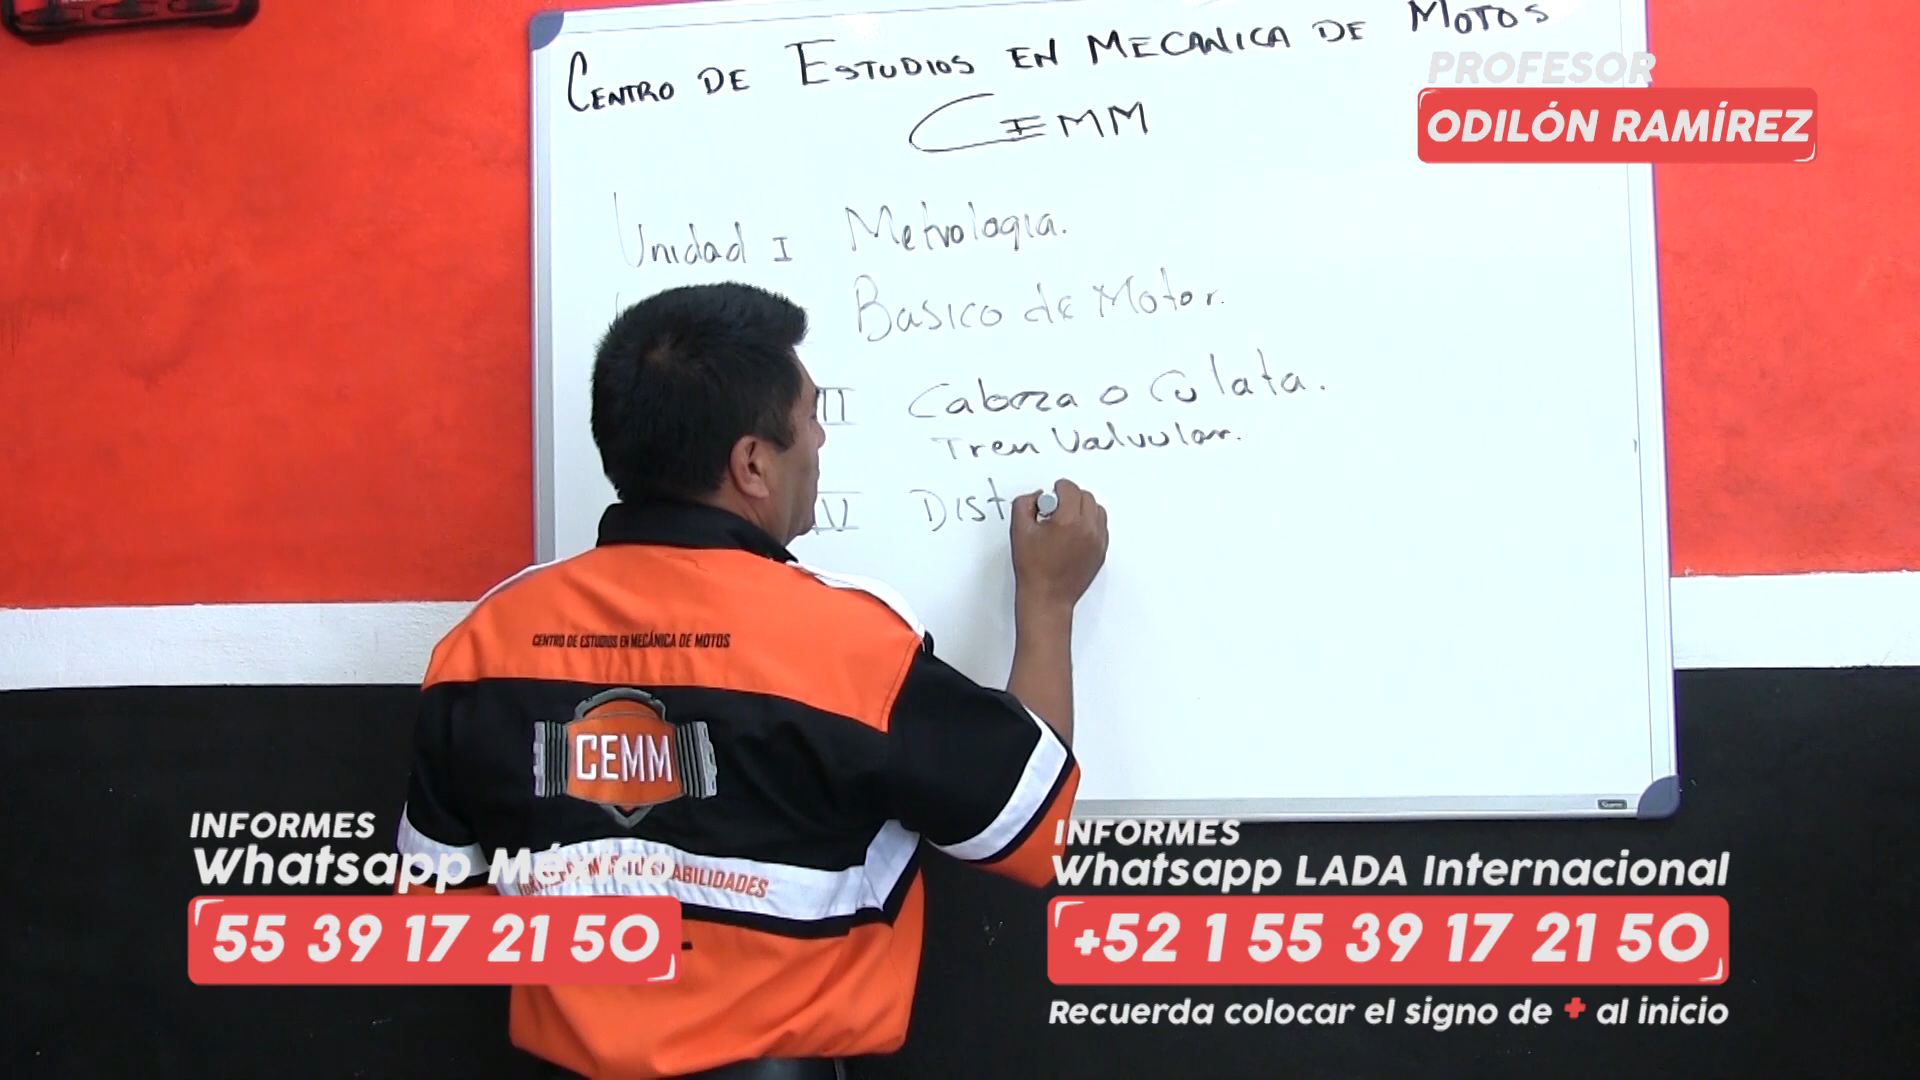 CENTRO DE ESTUDIOS EN MECANICA DE MOTOS
CEMM
PROFESOR
ODILÓN RAMÍREZ
Unidad I Metrologia.
Basico de Motor.
II Cabeza o Culata.
Tren Valvular.
IV Dist
CENTRO DE ESTUDIOS EN MECÁNICA DE MOTOS
CEMM
ABILIDADES
INFORMES
Whatsapp México
55 39 17 21 50
INFORMES
Whatsapp LADA Internacional
+52 1 55 39 17 21 50
Recuerda colocar el signo de + al inicio